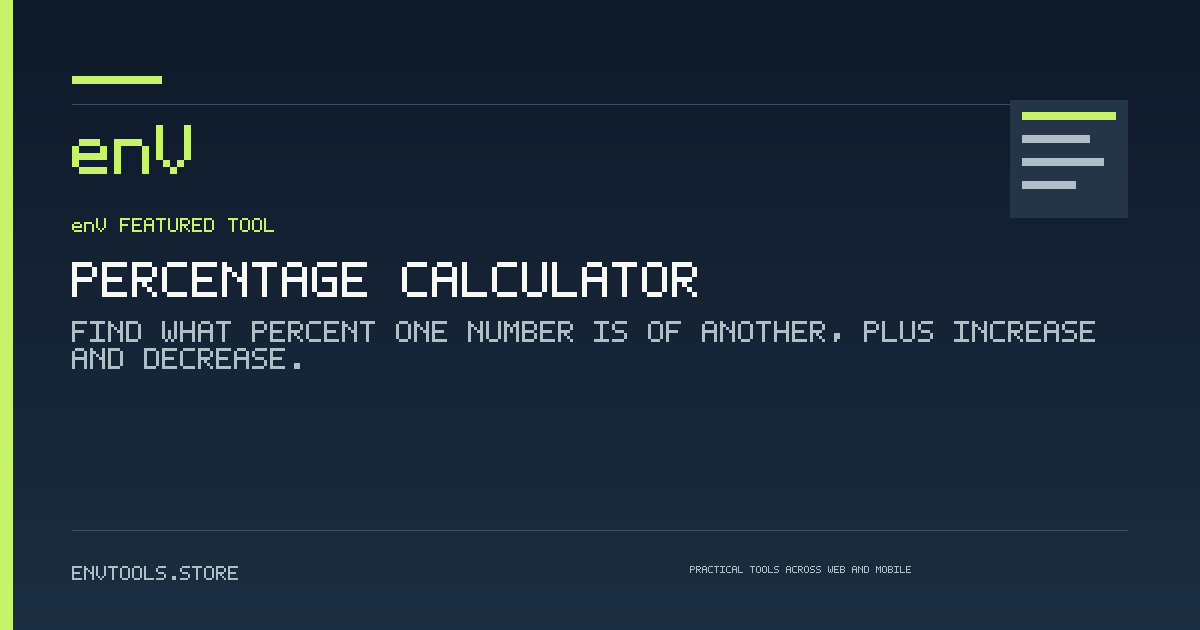 enV
enV FEATURED TOOL
PERCENTAGE CALCULATOR
FIND WHAT PERCENT ONE NUMBER IS OF ANOTHER, PLUS INCREASE
AND DECREASE.
ENVTOOLS.STORE
PRACTICAL TOOLS ACROSS WEB AND MOBILE